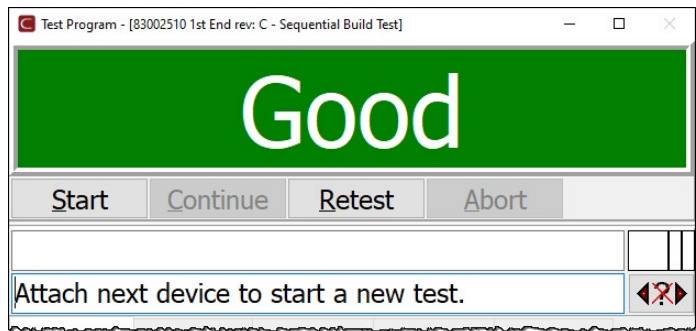 Test Program - [83002510 1st End rev: C - Sequential Build Test]
Good
Start Continue Retest Abort
Attach next device to start a new test.